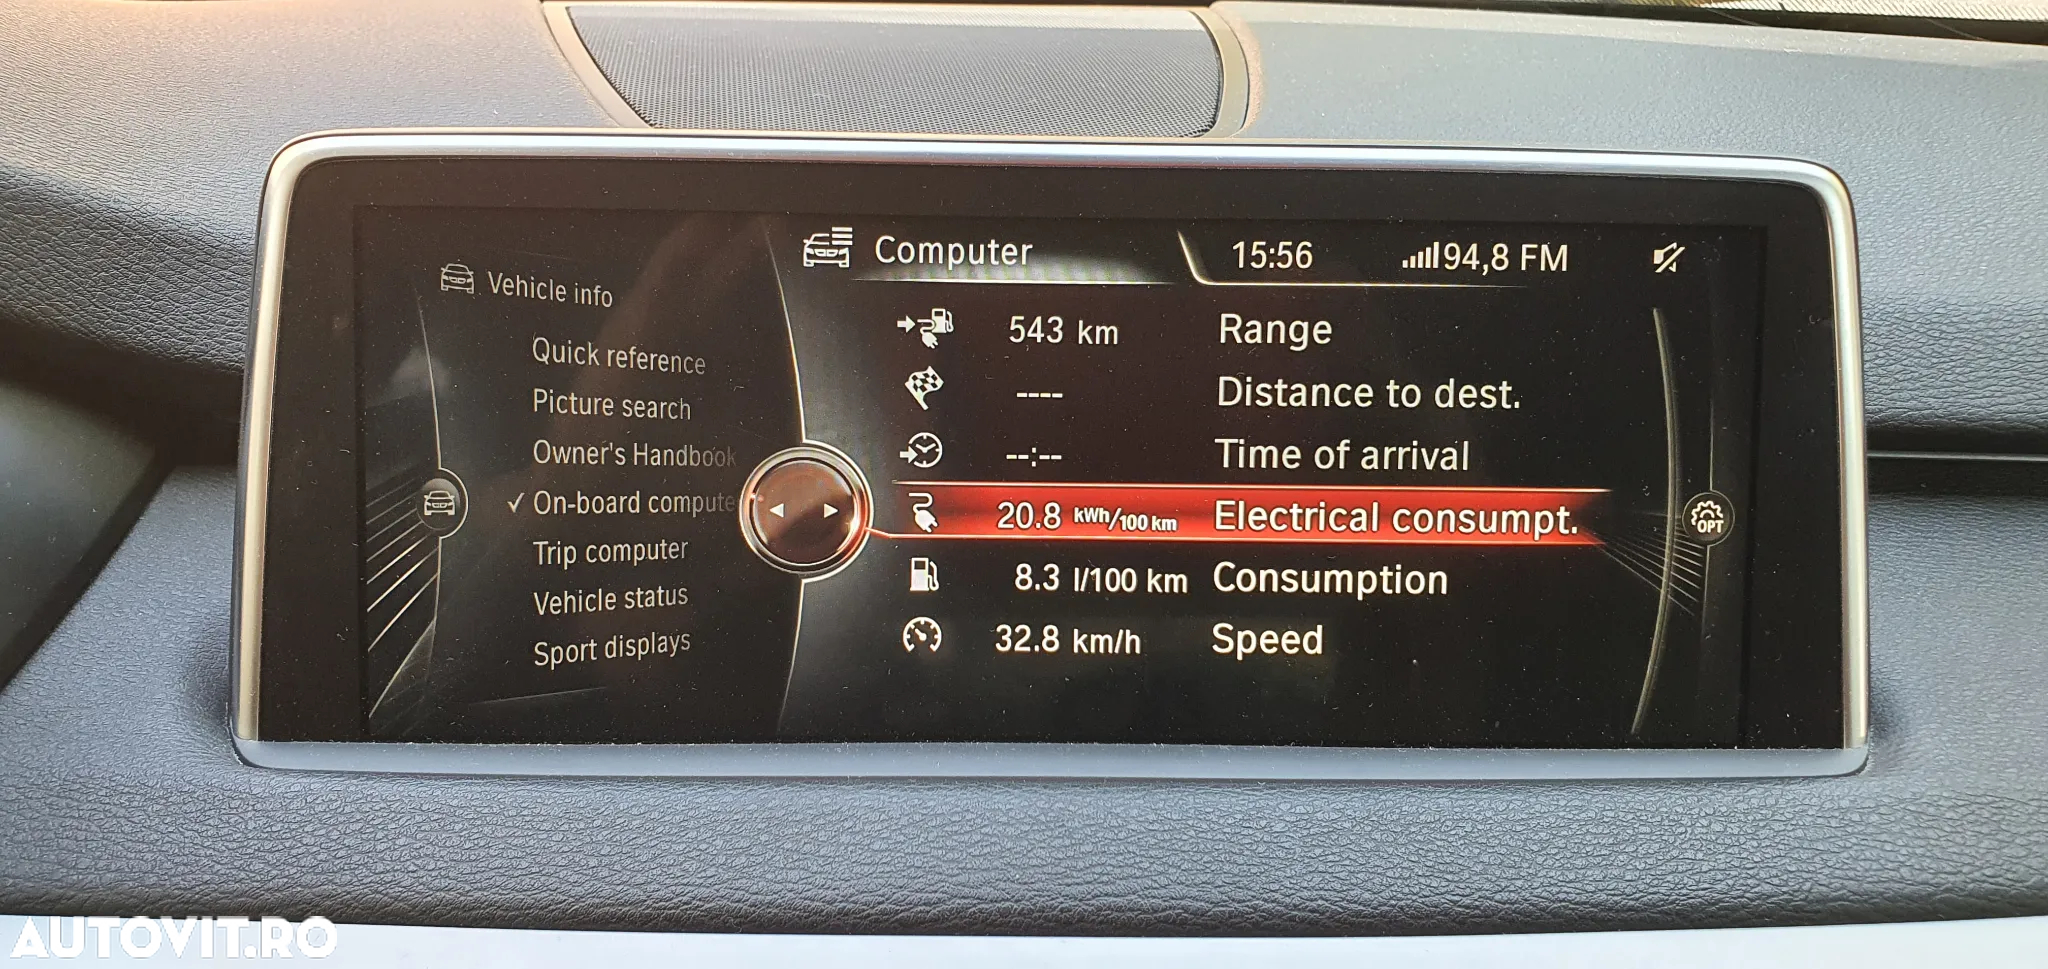 Computer
15:56
94,8 FM
Vehicle info
Quick reference
Picture search
Owner's Handbook
✓ On-board compute
Trip computer
Vehicle status
Sport displays
543 km Range
---- Distance to dest.
--:-- Time of arrival
20.8 kWh/100 km Electrical consumpt.
8.3 l/100 km Consumption
32.8 km/h Speed
OPT
AUTOVIT.RO